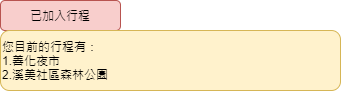 已加入行程
您目前的行程有：
1.善化夜市
2.溪美社區森林公園